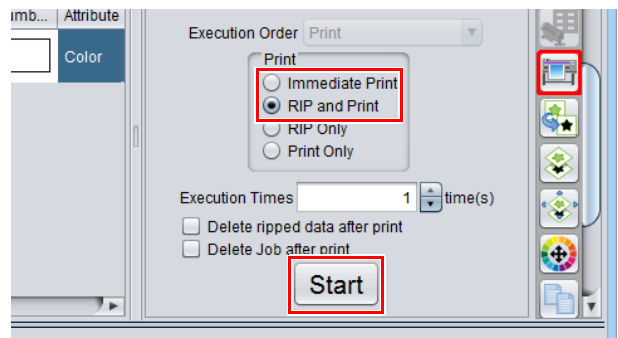 umb... Attribute
Color
Execution Order Print
Print
Immediate Print
RIP and Print
RIP Only
Print Only
Execution Times 1 time(s)
Delete ripped data after print
Delete Job after print
Start